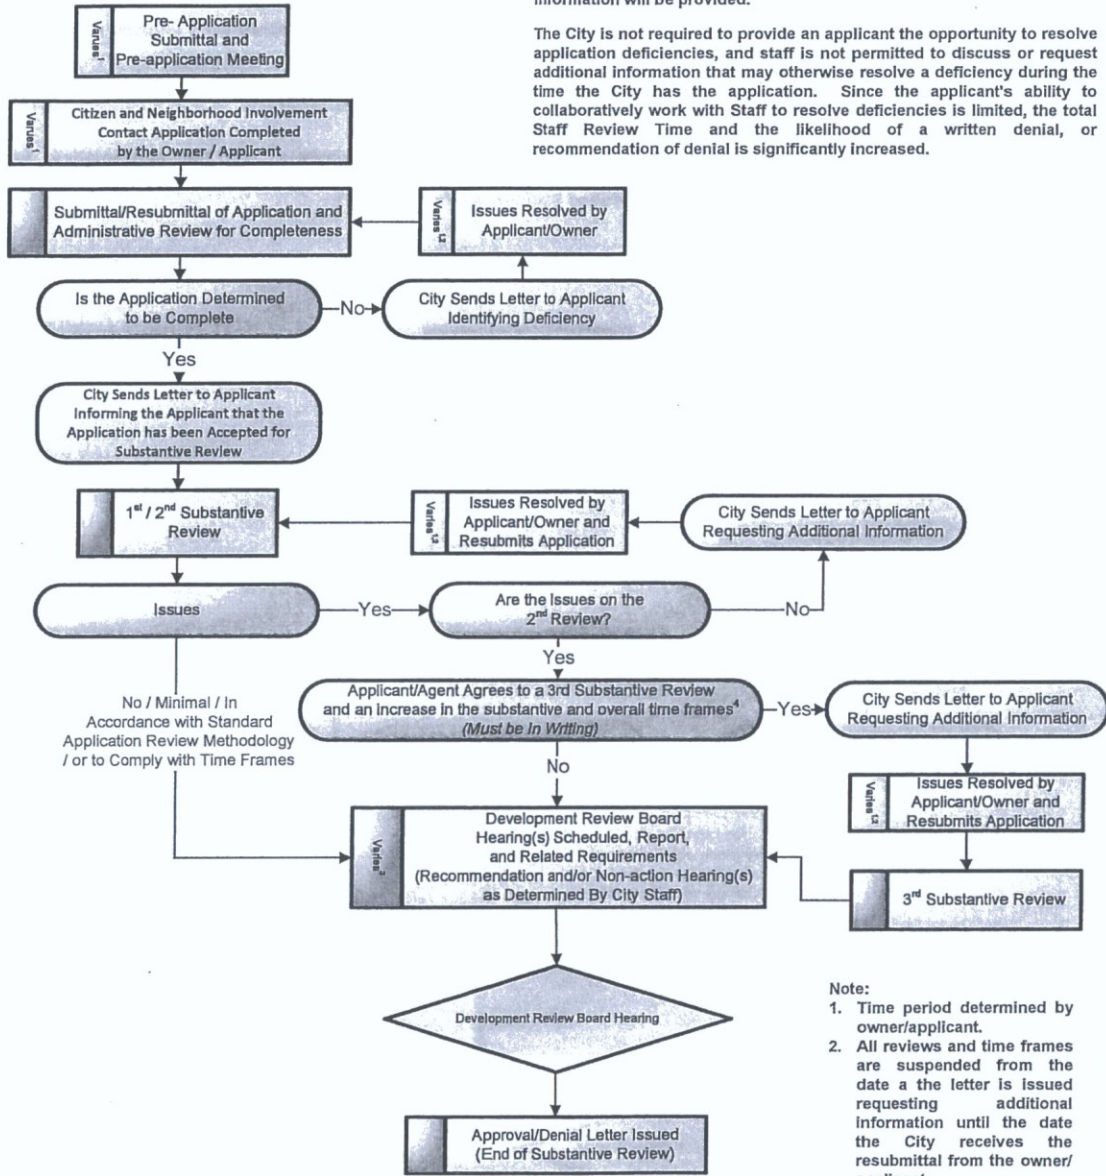 information will be provided.
The City is not required to provide an applicant the opportunity to resolve
application deficiencies, and staff is not permitted to discuss or request
additional information that may otherwise resolve a deficiency during the
time the City has the application. Since the applicant's ability to
collaboratively work with Staff to resolve deficiencies is limited, the total
Staff Review Time and the likelihood of a written denial, or
recommendation of denial is significantly increased.
Varies¹
Pre- Application
Submittal and
Pre-application Meeting
Varies¹
Citizen and Neighborhood Involvement
Contact Application Completed
by the Owner / Applicant
Submittal/Resubmittal of Application and
Administrative Review for Completeness
Varies¹²
Issues Resolved by
Applicant/Owner
Is the Application Determined
to be Complete
No
City Sends Letter to Applicant
Identifying Deficiency
Yes
City Sends Letter to Applicant
Informing the Applicant that the
Application has been Accepted for
Substantive Review
1st / 2nd Substantive
Review
Varies¹²
Issues Resolved by
Applicant/Owner and
Resubmits Application
City Sends Letter to Applicant
Requesting Additional Information
Issues
Yes
Are the Issues on the
2nd Review?
No
Yes
No / Minimal / In
Accordance with Standard
Application Review Methodology
/ or to Comply with Time Frames
Applicant/Agent Agrees to a 3rd Substantive Review
and an increase in the substantive and overall time frames⁴
(Must be in Writing)
Yes
City Sends Letter to Applicant
Requesting Additional Information
No
Varies¹²
Issues Resolved by
Applicant/Owner and
Resubmits Application
Varies³
Development Review Board
Hearing(s) Scheduled, Report,
and Related Requirements
(Recommendation and/or Non-action Hearing(s)
as Determined By City Staff)
3rd Substantive Review
Development Review Board Hearing
Approval/Denial Letter Issued
(End of Substantive Review)
Note:
1. Time period determined by
owner/applicant.
2. All reviews and time frames
are suspended from the
date a the letter is issued
requesting additional
information until the date
the City receives the
resubmittal from the owner/